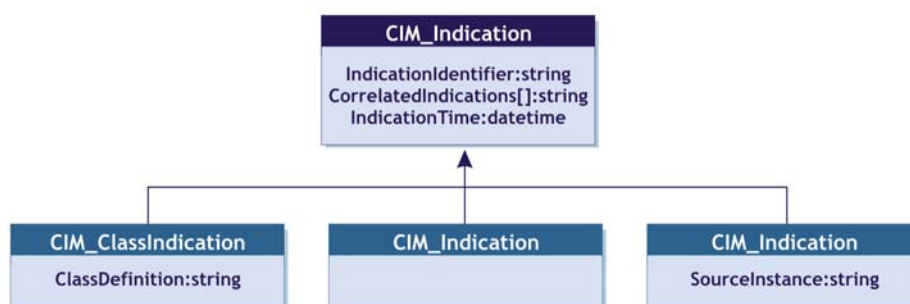 CIM_Indication
IndicationIdentifier:string
CorrelatedIndications[]:string
IndicationTime:datetime
CIM_ClassIndication
ClassDefinition:string
CIM_Indication
CIM_Indication
SourceInstance:string